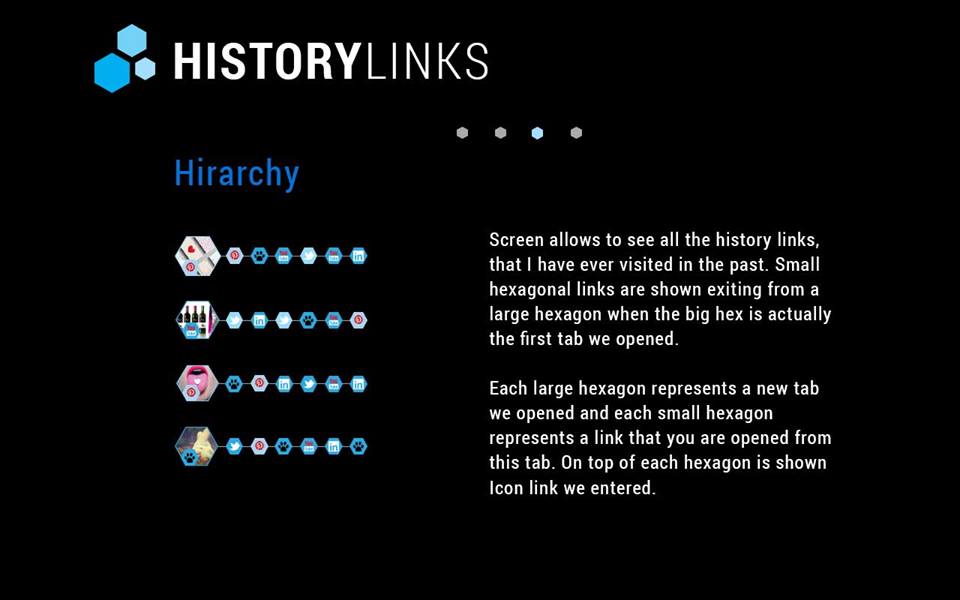 HISTORYLINKS
Hirarchy
Screen allows to see all the history links,
that I have ever visited in the past. Small
hexagonal links are shown exiting from a
large hexagon when the big hex is actually
the first tab we opened.
Each large hexagon represents a new tab
we opened and each small hexagon
represents a link that you are opened from
this tab. On top of each hexagon is shown
Icon link we entered.